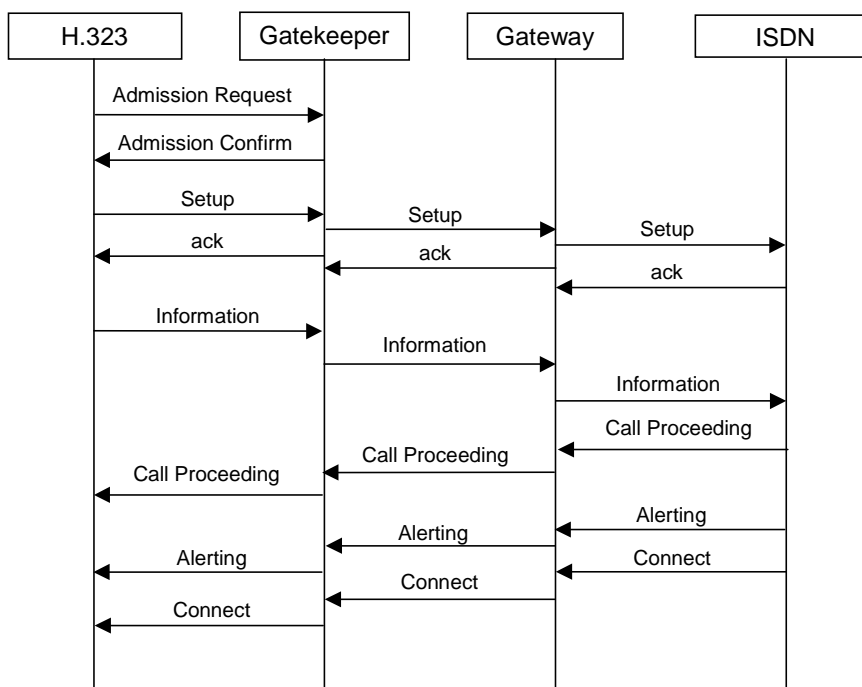 H.323
Gatekeeper
Gateway
ISDN
Admission Request
Admission Confirm
Setup
Setup
Setup
ack
ack
ack
Information
Information
Information
Call Proceeding
Call Proceeding
Call Proceeding
Alerting
Alerting
Alerting
Connect
Connect
Connect